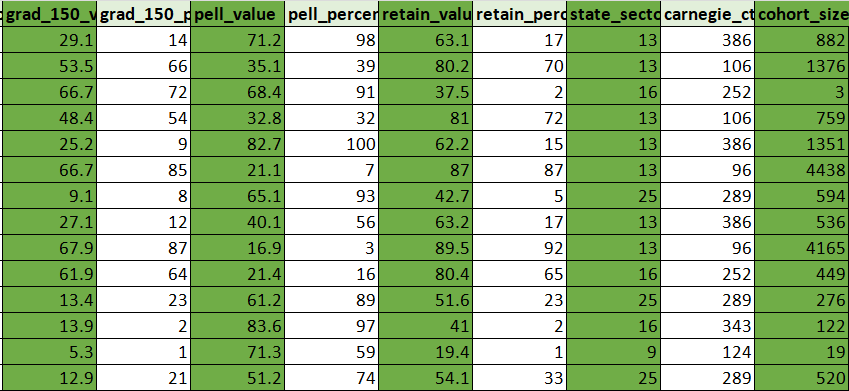 grad_150_v grad_150_p pell_value pell_percen retain_valu retain_perc state_secto carnegie_ct cohort_size
29.1 14 71.2 98 63.1 17 13 386 882
53.5 66 35.1 39 80.2 70 13 106 1376
66.7 72 68.4 91 37.5 2 16 252 3
48.4 54 32.8 32 81 72 13 106 759
25.2 9 82.7 100 62.2 15 13 386 1351
66.7 85 21.1 7 87 87 13 96 4438
9.1 8 65.1 93 42.7 5 25 289 594
27.1 12 40.1 56 63.2 17 13 386 536
67.9 87 16.9 3 89.5 92 13 96 4165
61.9 64 21.4 16 80.4 65 16 252 449
13.4 23 61.2 89 51.6 23 25 289 276
13.9 2 83.6 97 41 2 16 343 122
5.3 1 71.3 59 19.4 1 9 124 19
12.9 21 51.2 74 54.1 33 25 289 520